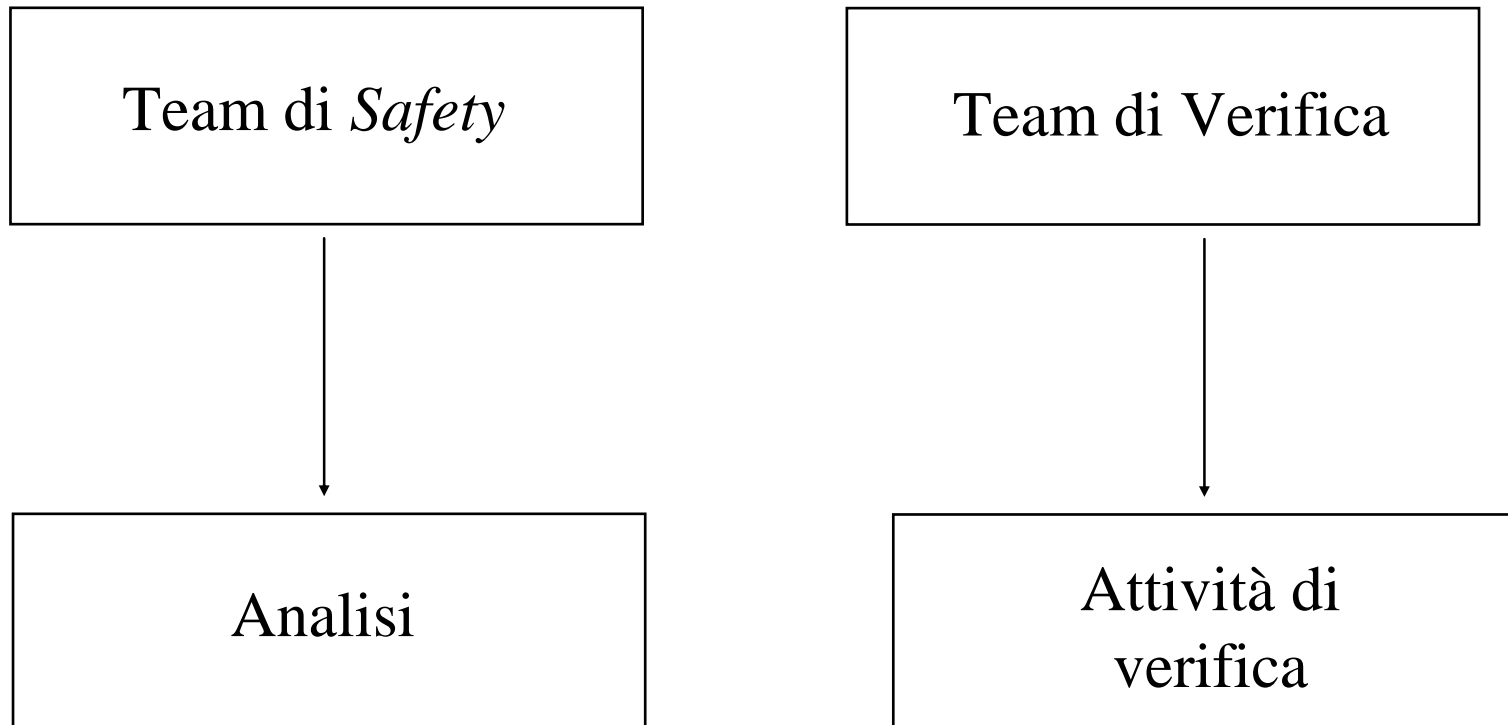 Team di Safety
Team di Verifica
Analisi
Attività di
verifica